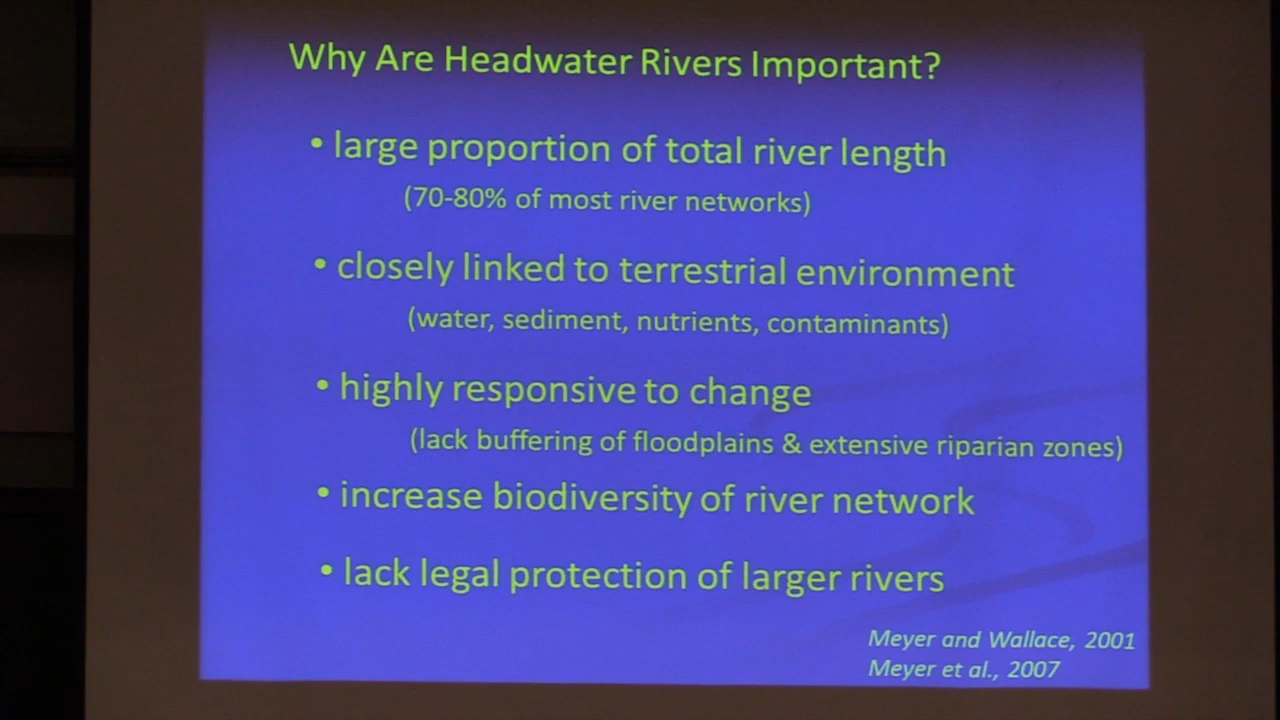 Why Are Headwater Rivers Important?
• large proportion of total river length
(70-80% of most river networks)
• closely linked to terrestrial environment
(water, sediment, nutrients, contaminants)
• highly responsive to change
(lack buffering of floodplains & extensive riparian zones)
• increase biodiversity of river network
• lack legal protection of larger rivers
Meyer and Wallace, 2001
Meyer et al., 2007